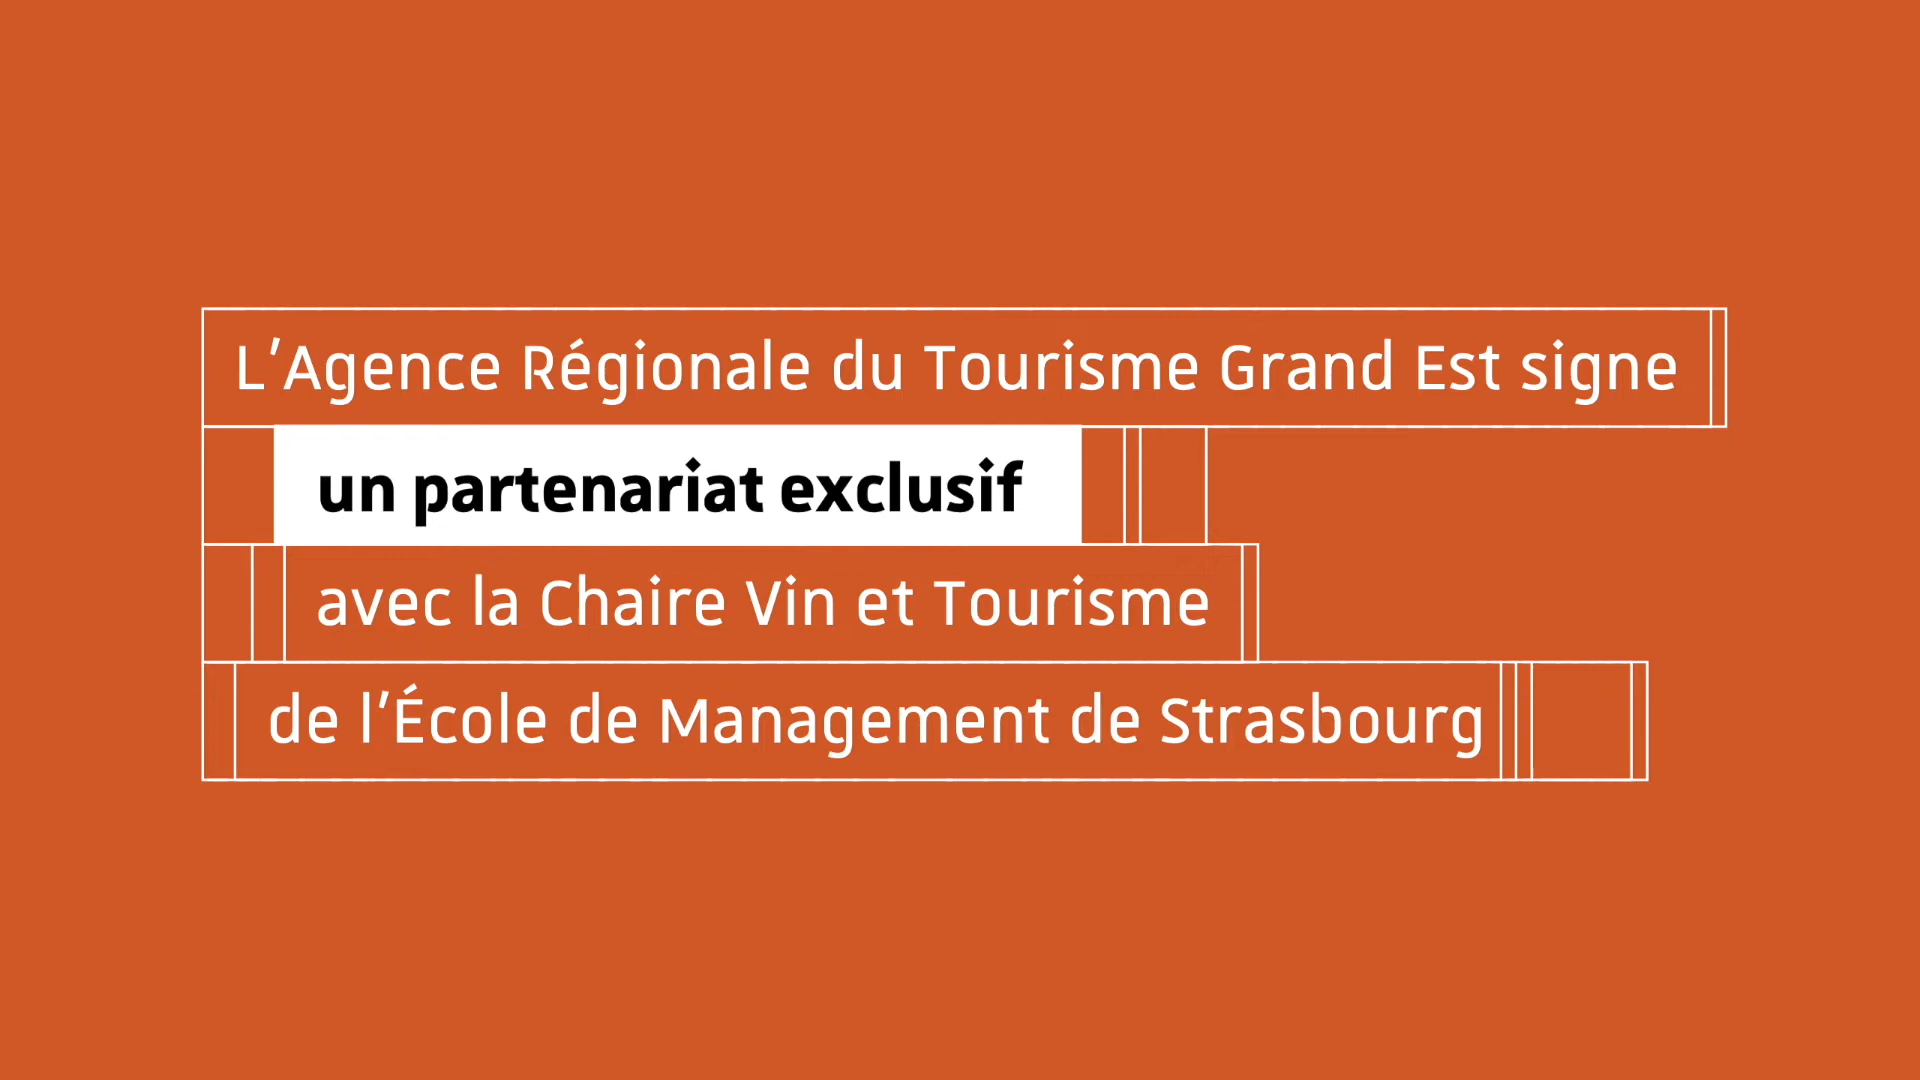 L’Agence Régionale du Tourisme Grand Est signe
un partenariat exclusif
avec la Chaire Vin et Tourisme
de l’École de Management de Strasbourg